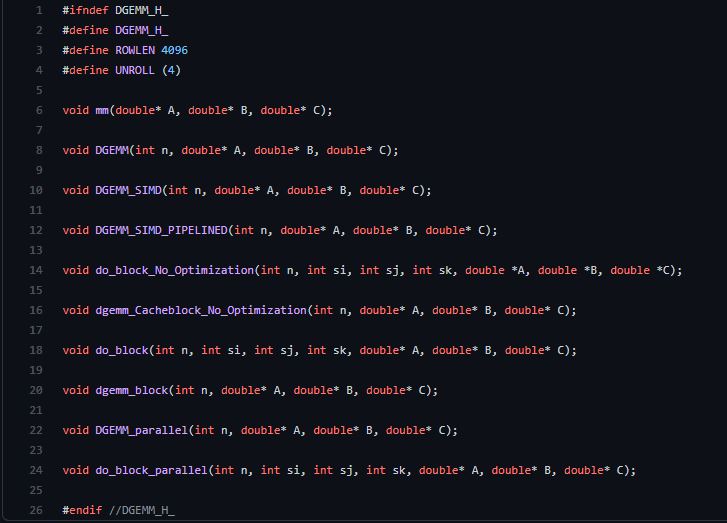 1 #ifndef DGEMM_H_
2 #define DGEMM_H_
3 #define ROWLEN 4096
4 #define UNROLL (4)
5
6 void mm(double* A, double* B, double* C);
7
8 void DGEMM(int n, double* A, double* B, double* C);
9
10 void DGEMM_SIMD(int n, double* A, double* B, double* C);
11
12 void DGEMM_SIMD_PIPELINED(int n, double* A, double* B, double* C);
13
14 void do_block_No_Optimization(int n, int si, int sj, int sk, double *A, double *B, double *C);
15
16 void dgemm_Cacheblock_No_Optimization(int n, double* A, double* B, double* C);
17
18 void do_block(int n, int si, int sj, int sk, double* A, double* B, double* C);
19
20 void dgemm_block(int n, double* A, double* B, double* C);
21
22 void DGEMM_parallel(int n, double* A, double* B, double* C);
23
24 void do_block_parallel(int n, int si, int sj, int sk, double* A, double* B, double* C);
25
26 #endif //DGEMM_H_